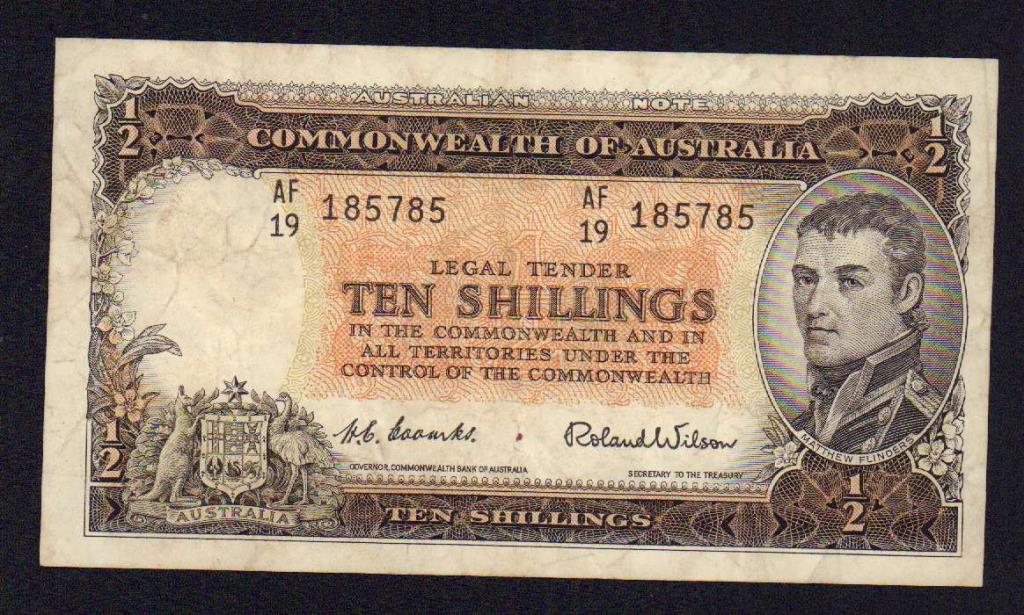 AUSTRALIAN NOTE
1/2 1/2
COMMONWEALTH OF AUSTRALIA
AF 19 185785 AF 19 185785
LEGAL TENDER
TEN SHILLINGS
IN THE COMMONWEALTH AND IN
ALL TERRITORIES UNDER THE
CONTROL OF THE COMMONWEALTH
H.C. Coombs. Roland Wilson
GOVERNOR, COMMONWEALTH BANK OF AUSTRALIA SECRETARY TO THE TREASURY
MATTHEW FLINDERS
1/2 1/2
AUSTRALIA
TEN SHILLINGS